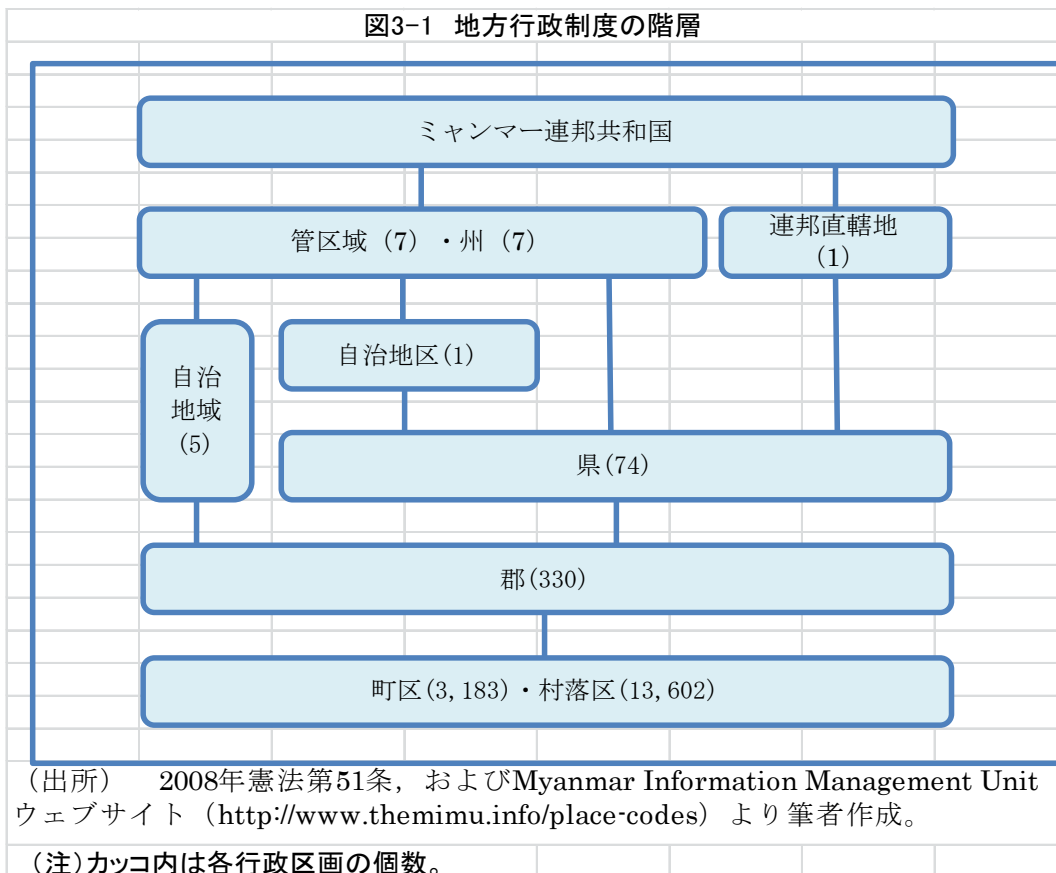 図3-1 地方行政制度の階層
ミャンマー連邦共和国
管区域（7）・州（7）
連邦直轄地
(1)
自治地区(1)
自治
地域
(5)
県(74)
郡(330)
町区(3,183)・村落区(13,602)
（出所） 2008年憲法第51条，およびMyanmar Information Management Unit
ウェブサイト（http://www.themimu.info/place-codes）より筆者作成。
（注）カッコ内は各行政区画の個数。